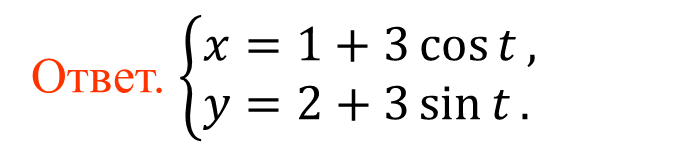 Ответ. { x = 1 + 3 cos t ,
y = 2 + 3 sin t .